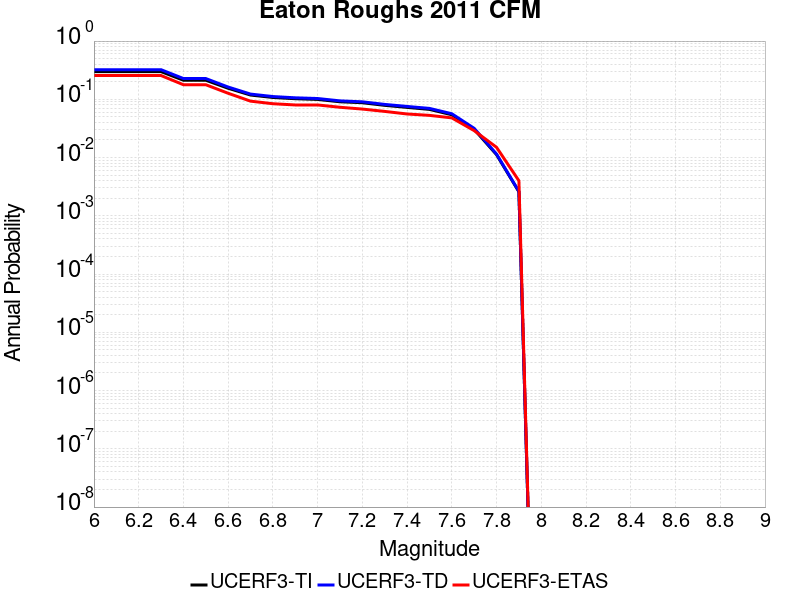 Eaton Roughs 2011 CFM
10^0
10^-1
10^-2
10^-3
10^-4
10^-5
10^-6
10^-7
10^-8
Annual Probability
6 6.2 6.4 6.6 6.8 7 7.2 7.4 7.6 7.8 8 8.2 8.4 8.6 8.8 9
Magnitude
UCERF3-TI UCERF3-TD UCERF3-ETAS